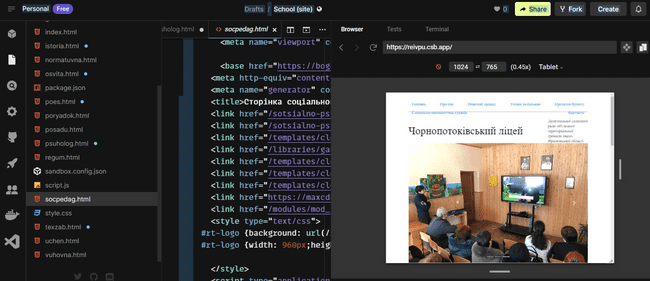 Personal Free
Drafts / School (site)
0 Share Fork Create
index.html
istoria.html
normatuvna.html
osvita.html
package.json
poes.html
poryadok.html
posadu.html
psuholog.html
regum.html
sandbox.config.json
script.js
socpedag.html
style.css
texzab.html
uchen.html
vuhovna.html
uholog.html
socpedag.html
<meta name="viewport" c
<base href="https://bog
<meta http-equiv="content
<meta name="generator" co
<title>Сторінка соціально
<link href="/sotsialno-ps
<link href="/sotsialno-ps
<link href="/templates/cl
<link href="/libraries/ga
<link href="/templates/cl
<link href="/templates/cl
<link href="/templates/cl
<link href="https://maxcd
<link href="/modules/mod_
<style type="text/css">
#rt-logo {background: url(/
#rt-logo {width: 960px;heig
</style>
<script type="application
Browser Tests Terminal
https://reivpu.csb.app/
1024 765 (0.45x) Tablet
Чорнопотоківський ліцей